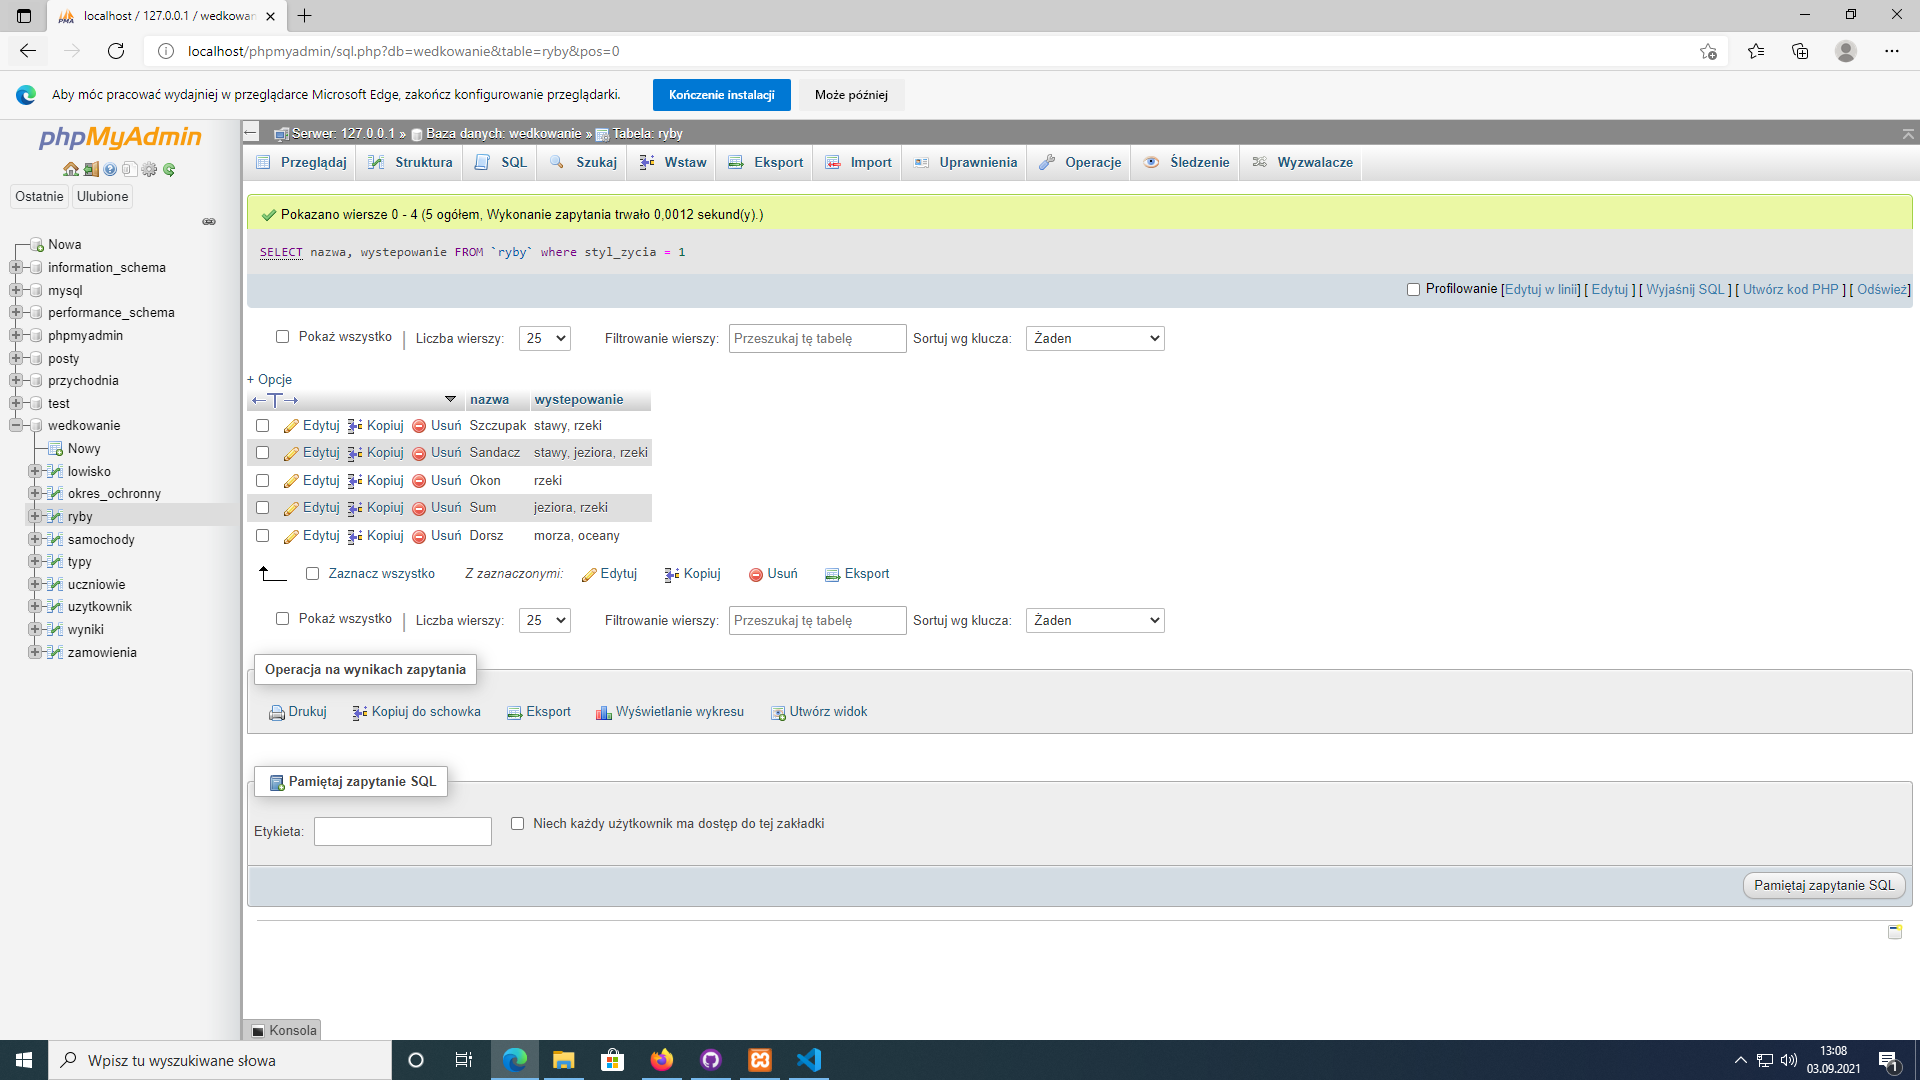 localhost / 127.0.0.1 / wedkowan
localhost/phpmyadmin/sql.php?db=wedkowanie&table=ryby&pos=0
Aby móc pracować wydajniej w przeglądarce Microsoft Edge, zakończ konfigurowanie przeglądarki. Kończenie instalacji Może później
phpMyAdmin
Ostatnie Ulubione
Nowa
information_schema
mysql
performance_schema
phpmyadmin
posty
przychodnia
test
wedkowanie
Nowy
lowisko
okres_ochronny
ryby
samochody
typy
uczniowie
uzytkownik
wyniki
zamowienia
Serwer: 127.0.0.1 » Baza danych: wedkowanie » Tabela: ryby
Przeglądaj Struktura SQL Szukaj Wstaw Eksport Import Uprawnienia Operacje Śledzenie Wyzwalacze
Pokazano wiersze 0 - 4 (5 ogółem, Wykonanie zapytania trwało 0,0012 sekund(y).)
SELECT nazwa, wystepowanie FROM `ryby` where styl_zycia = 1
Profilowanie [Edytuj w linii] [ Edytuj ] [ Wyjaśnij SQL ] [ Utwórz kod PHP ] [ Odśwież]
Pokaż wszystko | Liczba wierszy: 25 Filtrowanie wierszy: Przeszukaj tę tabelę Sortuj wg klucza: Żaden
+ Opcje
←T→ nazwa wystepowanie
Edytuj Kopiuj Usuń Szczupak stawy, rzeki
Edytuj Kopiuj Usuń Sandacz stawy, jeziora, rzeki
Edytuj Kopiuj Usuń Okon rzeki
Edytuj Kopiuj Usuń Sum jeziora, rzeki
Edytuj Kopiuj Usuń Dorsz morza, oceany
Zaznacz wszystko Z zaznaczonymi: Edytuj Kopiuj Usuń Eksport
Pokaż wszystko | Liczba wierszy: 25 Filtrowanie wierszy: Przeszukaj tę tabelę Sortuj wg klucza: Żaden
Operacja na wynikach zapytania
Drukuj Kopiuj do schowka Eksport Wyświetlanie wykresu Utwórz widok
Pamiętaj zapytanie SQL
Etykieta: Niech każdy użytkownik ma dostęp do tej zakładki
Pamiętaj zapytanie SQL
Konsola
Wpisz tu wyszukiwane słowa
13:08
03.09.2021
1